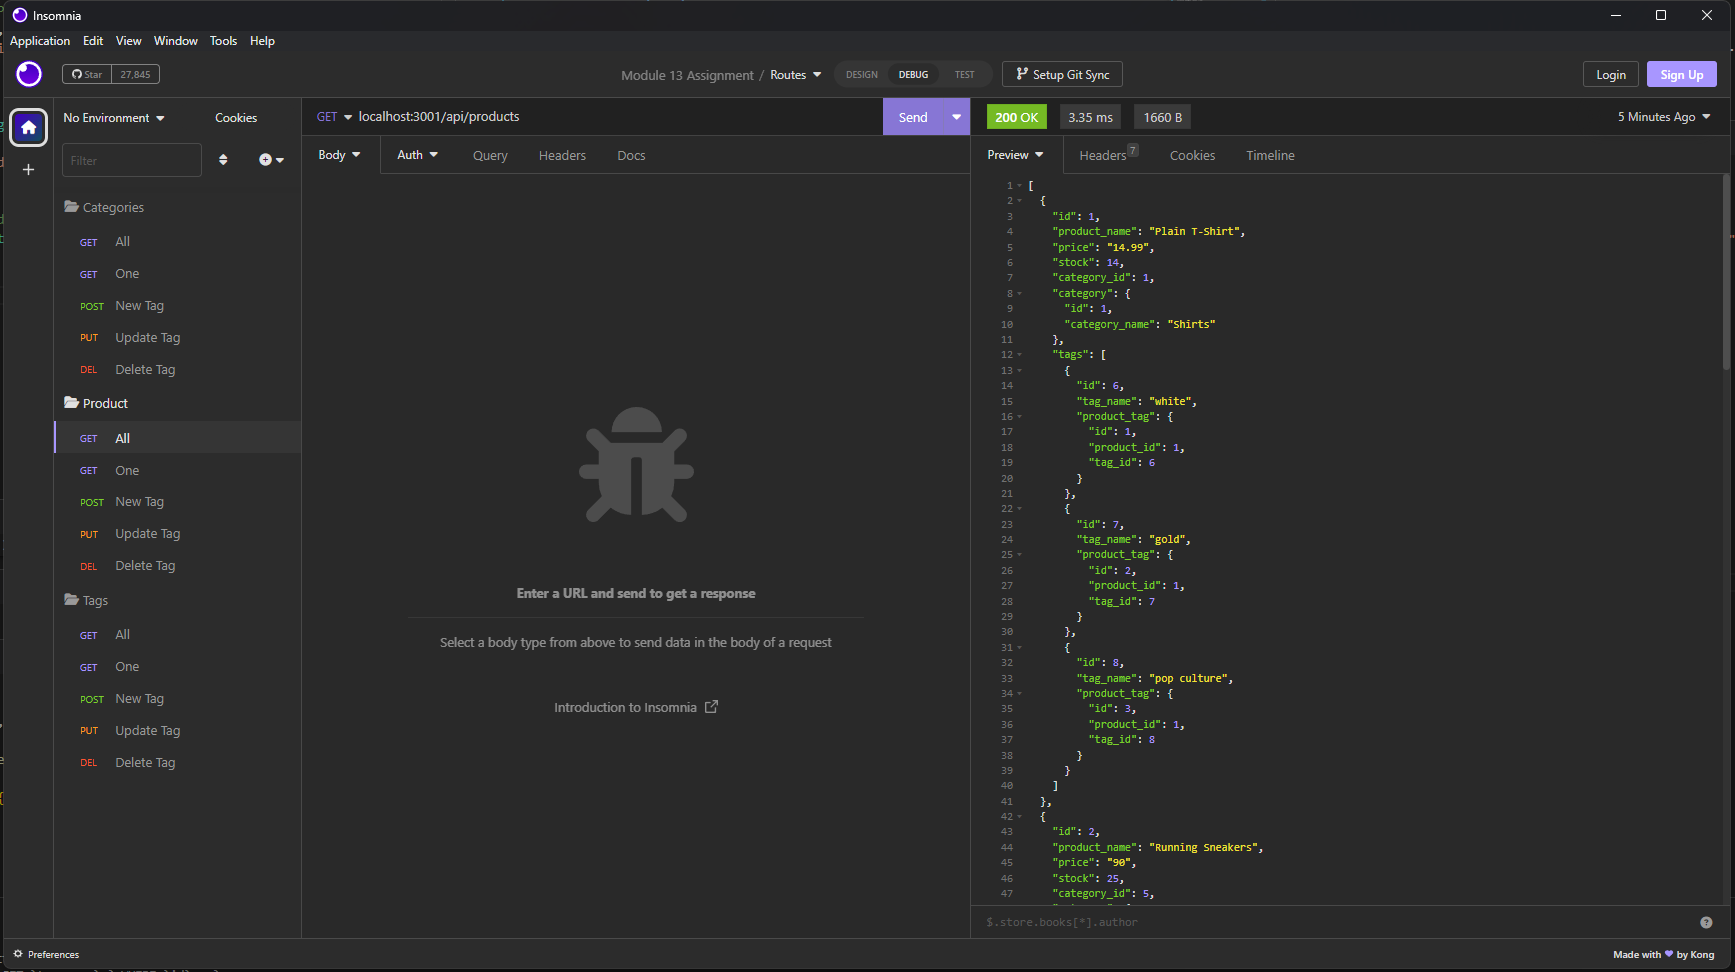 Insomnia
Application Edit View Window Tools Help
Star 27,845
Module 13 Assignment / Routes
DESIGN DEBUG TEST
Setup Git Sync
Login
Sign Up
No Environment
Cookies
Filter
Categories
GET All
GET One
POST New Tag
PUT Update Tag
DEL Delete Tag
Product
GET All
GET One
POST New Tag
PUT Update Tag
DEL Delete Tag
Tags
GET All
GET One
POST New Tag
PUT Update Tag
DEL Delete Tag
GET localhost:3001/api/products
Send
Body Auth Query Headers Docs
Enter a URL and send to get a response
Select a body type from above to send data in the body of a request
Introduction to Insomnia
200 OK 3.35 ms 1660 B
5 Minutes Ago
Preview Headers 7 Cookies Timeline
1 [
2 {
3 "id": 1,
4 "product_name": "Plain T-Shirt",
5 "price": "14.99",
6 "stock": 14,
7 "category_id": 1,
8 "category": {
9 "id": 1,
10 "category_name": "Shirts"
11 },
12 "tags": [
13 {
14 "id": 6,
15 "tag_name": "white",
16 "product_tag": {
17 "id": 1,
18 "product_id": 1,
19 "tag_id": 6
20 }
21 },
22 {
23 "id": 7,
24 "tag_name": "gold",
25 "product_tag": {
26 "id": 2,
27 "product_id": 1,
28 "tag_id": 7
29 }
30 },
31 {
32 "id": 8,
33 "tag_name": "pop culture",
34 "product_tag": {
35 "id": 3,
36 "product_id": 1,
37 "tag_id": 8
38 }
39 }
40 ]
41 },
42 {
43 "id": 2,
44 "product_name": "Running Sneakers",
45 "price": "90",
46 "stock": 25,
47 "category_id": 5,
$.store.books[*].author
Preferences
Made with ♥ by Kong